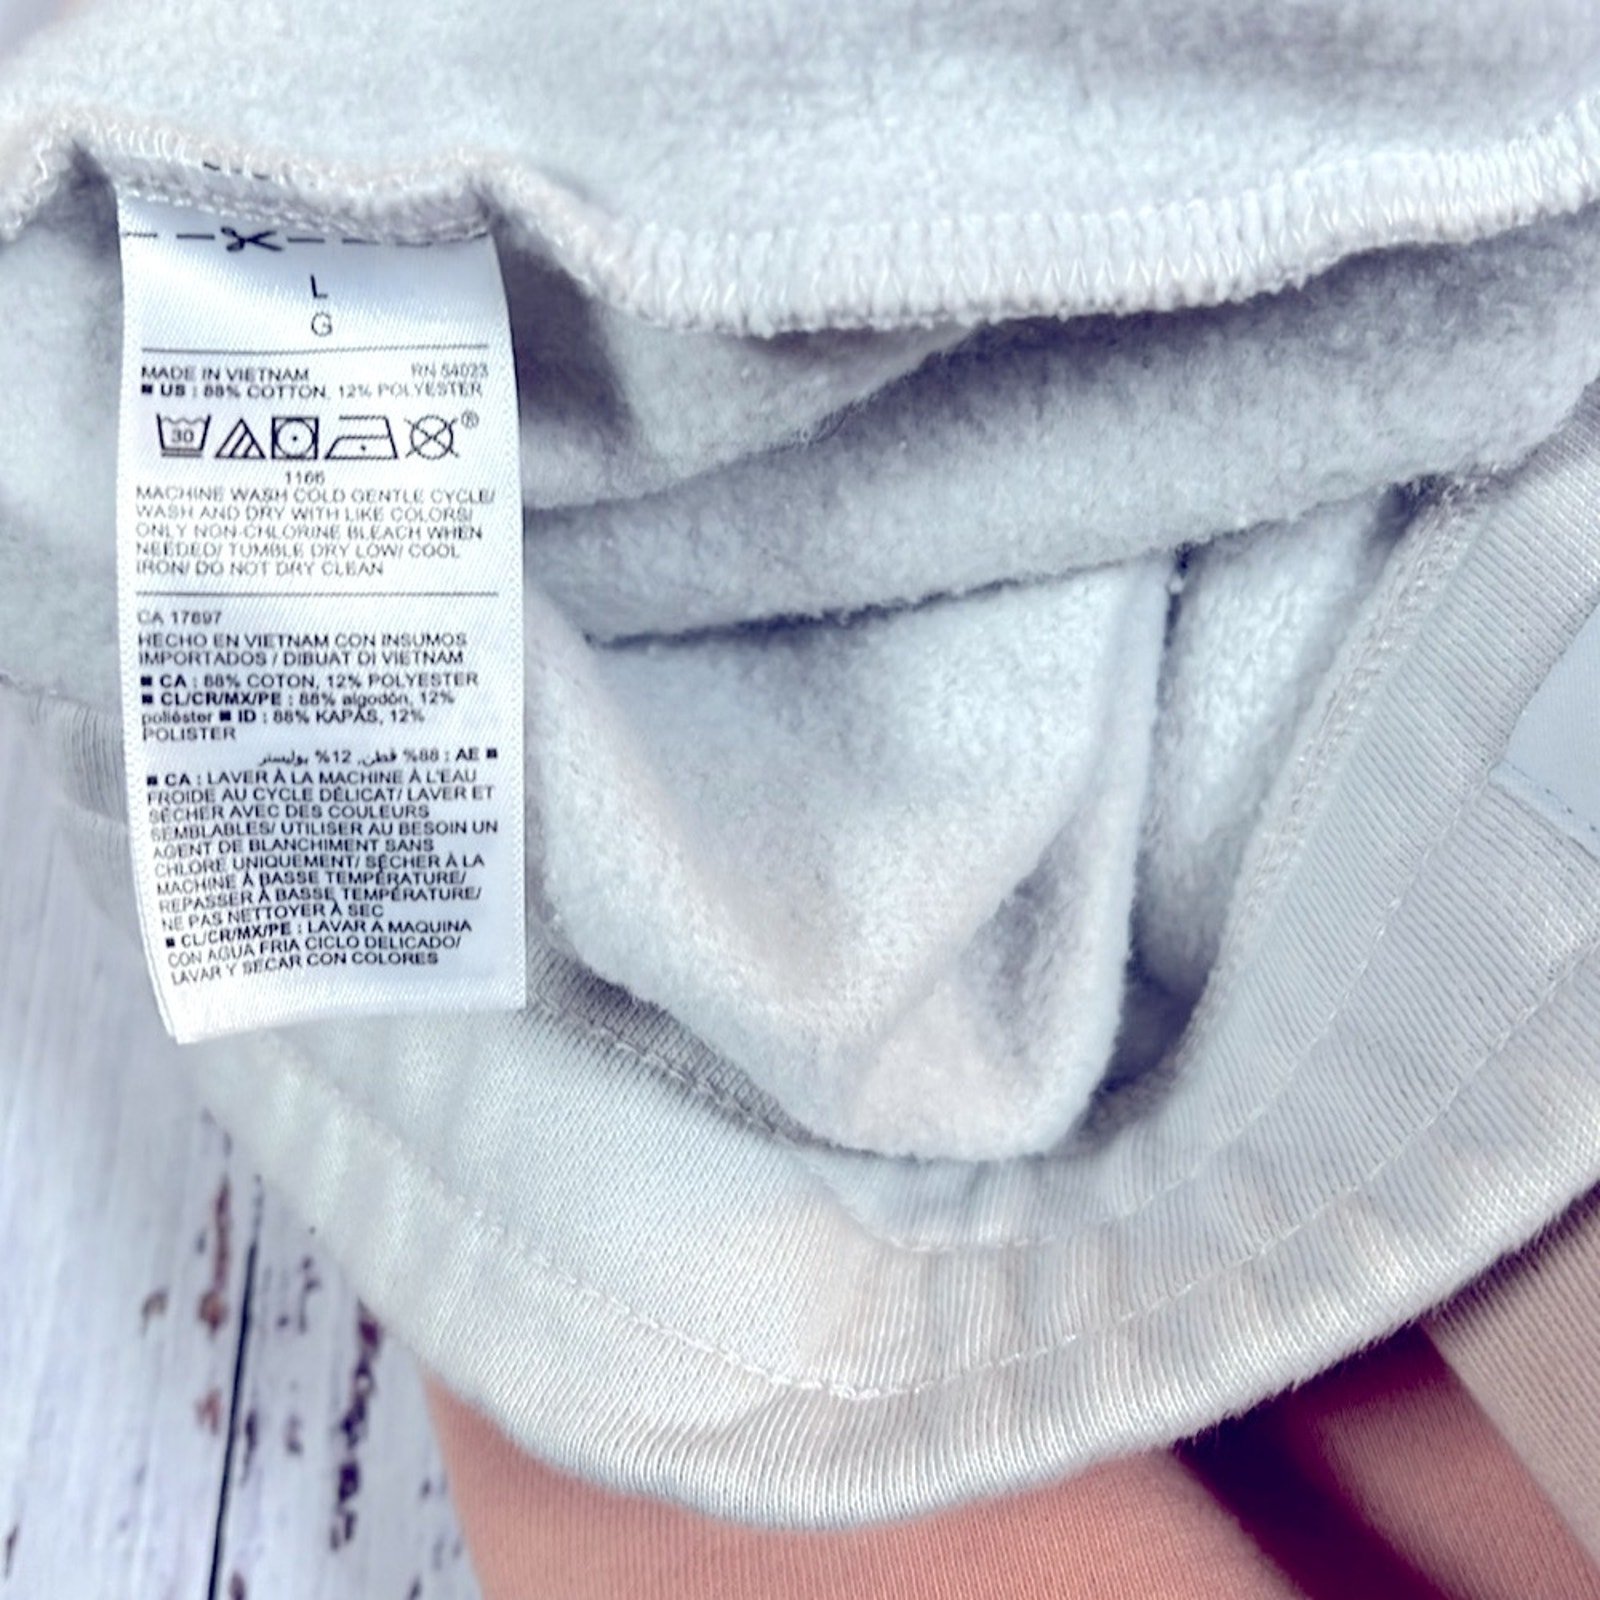 L
G
MADE IN VIETNAM RN 54023
■ US : 88% COTTON, 12% POLYESTER
30 ®
1166
MACHINE WASH COLD GENTLE CYCLE/
WASH AND DRY WITH LIKE COLORS/
ONLY NON-CHLORINE BLEACH WHEN
NEEDED/ TUMBLE DRY LOW/ COOL
IRON/ DO NOT DRY CLEAN
CA 17897
HECHO EN VIETNAM CON INSUMOS
IMPORTADOS / DIBUAT DI VIETNAM
■ CA : 88% COTON, 12% POLYESTER
■ CL/CR/MX/PE : 88% algodón, 12%
poliéster ■ ID : 88% KAPAS, 12%
POLISTER
■ AE : 88% قطن, 12% بوليستر
■ CA : LAVER À LA MACHINE À L'EAU
FROIDE AU CYCLE DÉLICAT/ LAVER ET
SÉCHER AVEC DES COULEURS
SEMBLABLES/ UTILISER AU BESOIN UN
AGENT DE BLANCHIMENT SANS
CHLORE UNIQUEMENT/ SÉCHER À LA
MACHINE À BASSE TEMPÉRATURE/
REPASSER À BASSE TEMPÉRATURE/
NE PAS NETTOYER À SEC
■ CL/CR/MX/PE : LAVAR A MAQUINA
CON AGUA FRIA CICLO DELICADO/
LAVAR Y SECAR CON COLORES